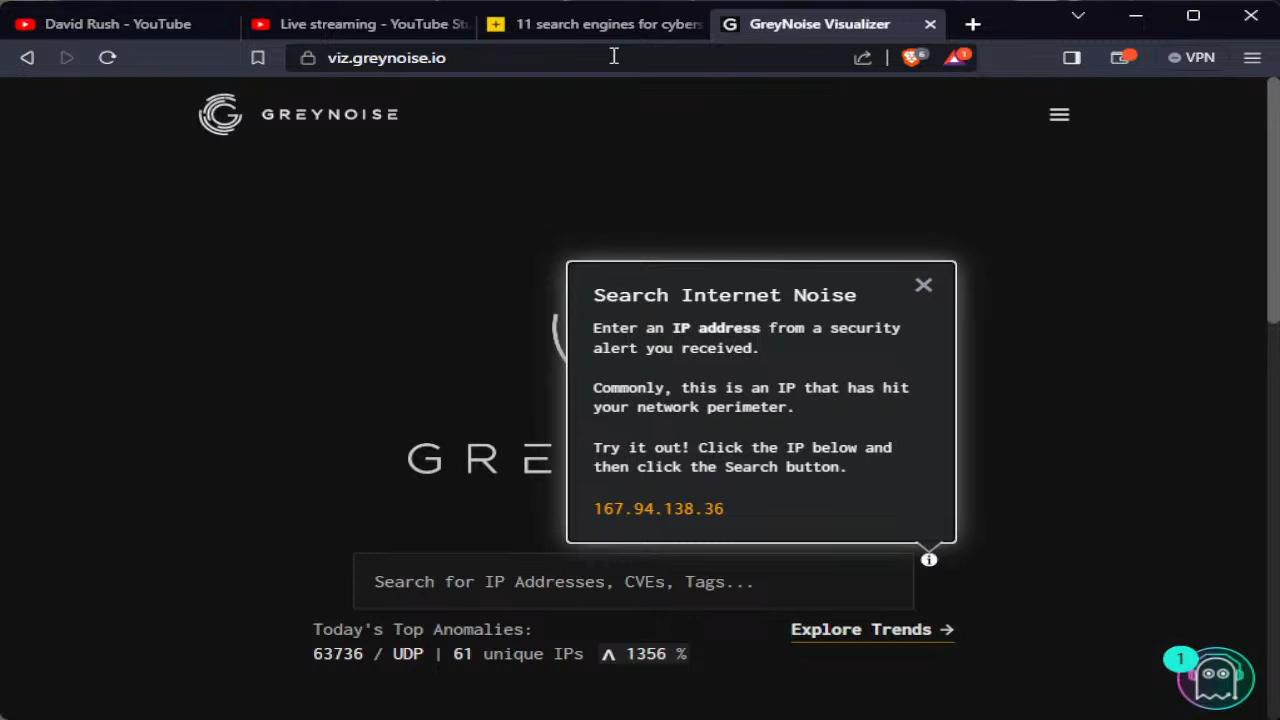 David Rush - YouTube
Live streaming - YouTube Stu
11 search engines for cybers
GreyNoise Visualizer
viz.greynoise.io
6
1
VPN
GREYNOISE
Search Internet Noise
Enter an IP address from a security
alert you received.
Commonly, this is an IP that has hit
your network perimeter.
Try it out! Click the IP below and
then click the Search button.
167.94.138.36
GRE
Search for IP Addresses, CVEs, Tags...
Today's Top Anomalies:
Explore Trends →
63736 / UDP | 61 unique IPs ∧ 1356 %
1